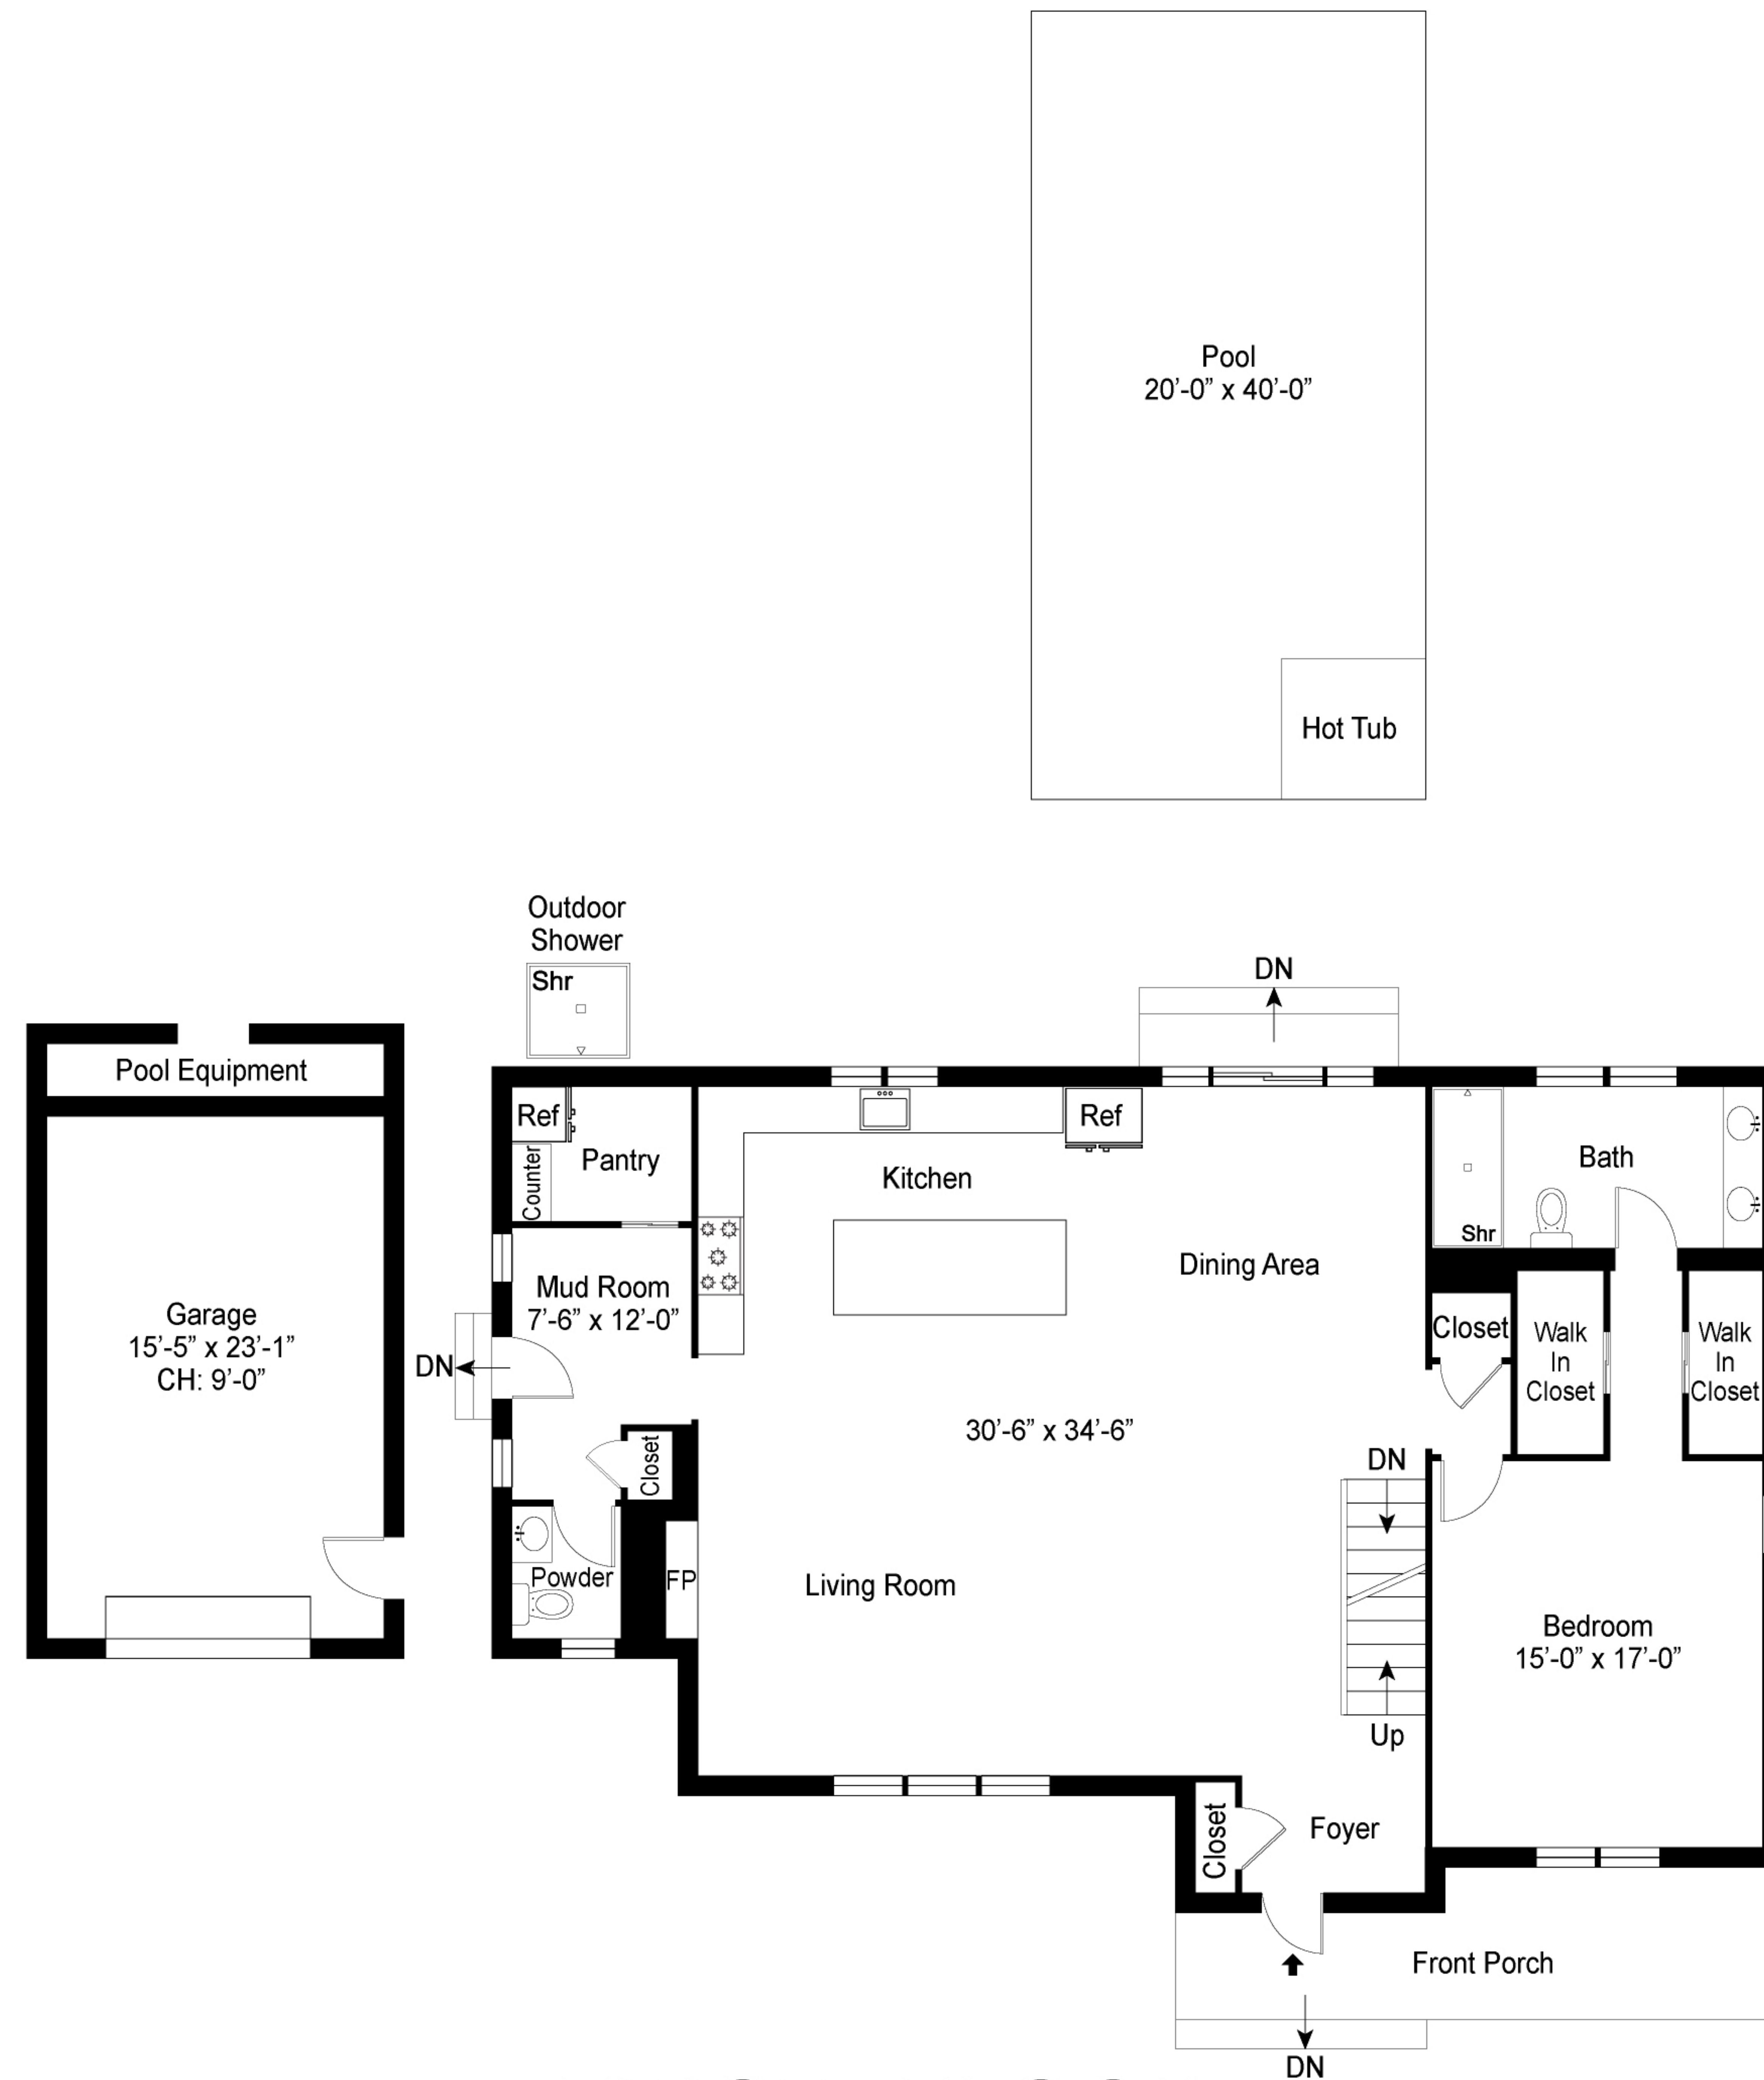 Pool
20’-0” x 40’-0”
Hot Tub
Outdoor
Shower
Shr
DN
Pool Equipment
Ref
Counter
Pantry
Ref
Kitchen
Bath
Shr
Dining Area
Mud Room
7’-6” x 12’-0”
Garage
15’-5” x 23’-1”
CH: 9’-0”
DN
Closet
Walk
In
Closet
Walk
In
Closet
30’-6” x 34’-6”
DN
Closet
Powder
FP
Living Room
Bedroom
15’-0” x 17’-0”
Up
Closet
Foyer
Front Porch
DN